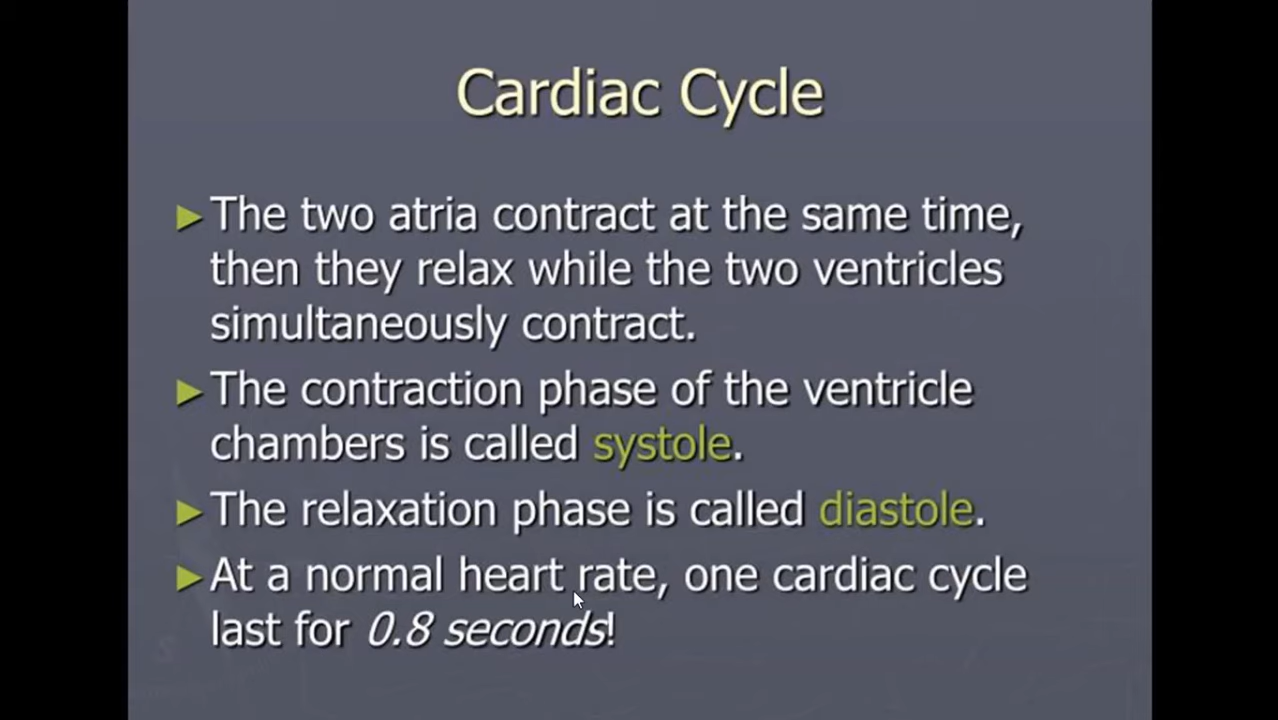 Cardiac Cycle
►The two atria contract at the same time,
then they relax while the two ventricles
simultaneously contract.
►The contraction phase of the ventricle
chambers is called systole.
►The relaxation phase is called diastole.
►At a normal heart rate, one cardiac cycle
last for 0.8 seconds!